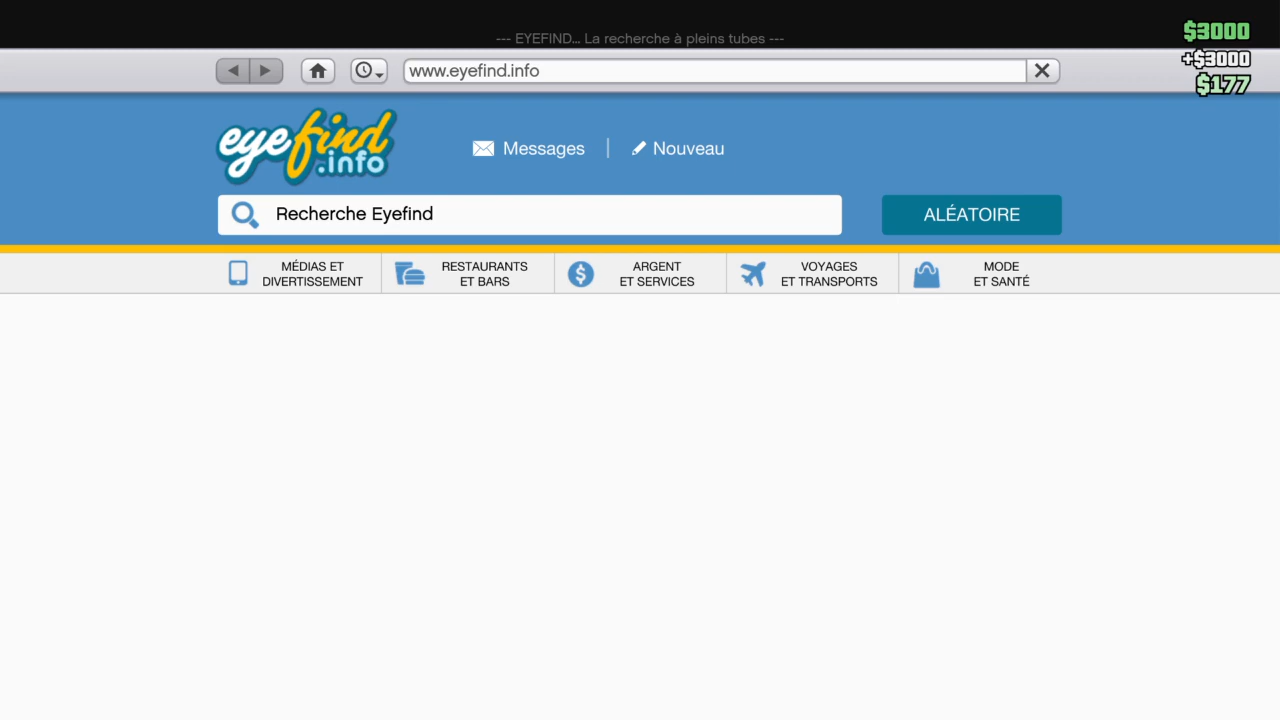 --- EYEFIND... La recherche à pleins tubes ---
$3000
+$3000
$177
www.eyefind.info
eyefind
.info
Messages
Nouveau
Recherche Eyefind
ALÉATOIRE
MÉDIAS ET
DIVERTISSEMENT
RESTAURANTS
ET BARS
ARGENT
ET SERVICES
VOYAGES
ET TRANSPORTS
MODE
ET SANTÉ